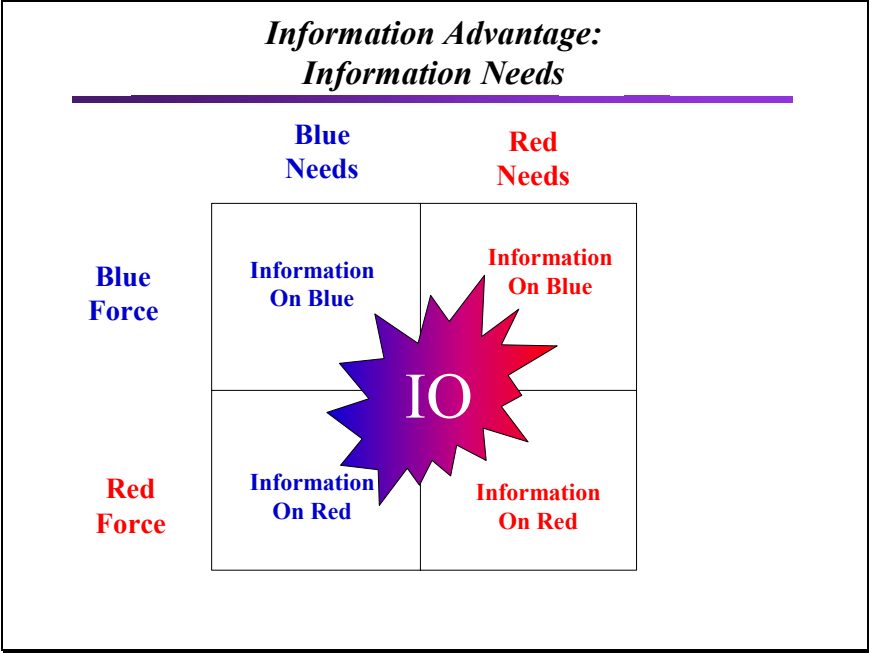 Information Advantage:
Information Needs
Blue
Needs
Red
Needs
Blue
Force
Information
On Blue
Information
On Blue
IO
Red
Force
Information
On Red
Information
On Red